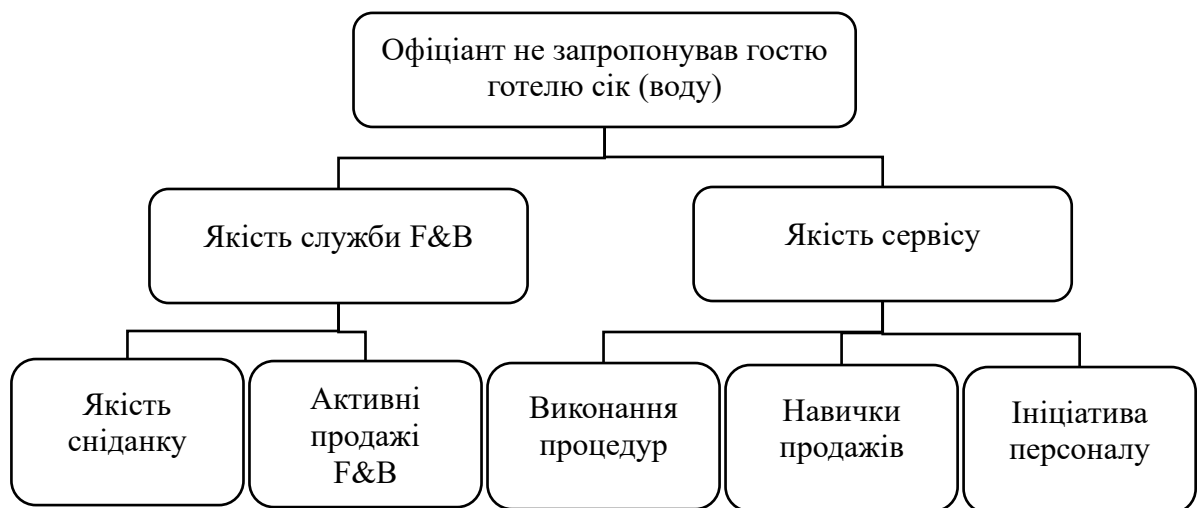 Офіціант не запропонував гостю
готелю сік (воду)
Якість служби F&B
Якість сервісу
Якість
сніданку
Активні
продажі
F&B
Виконання
процедур
Навички
продажів
Ініціатива
персоналу